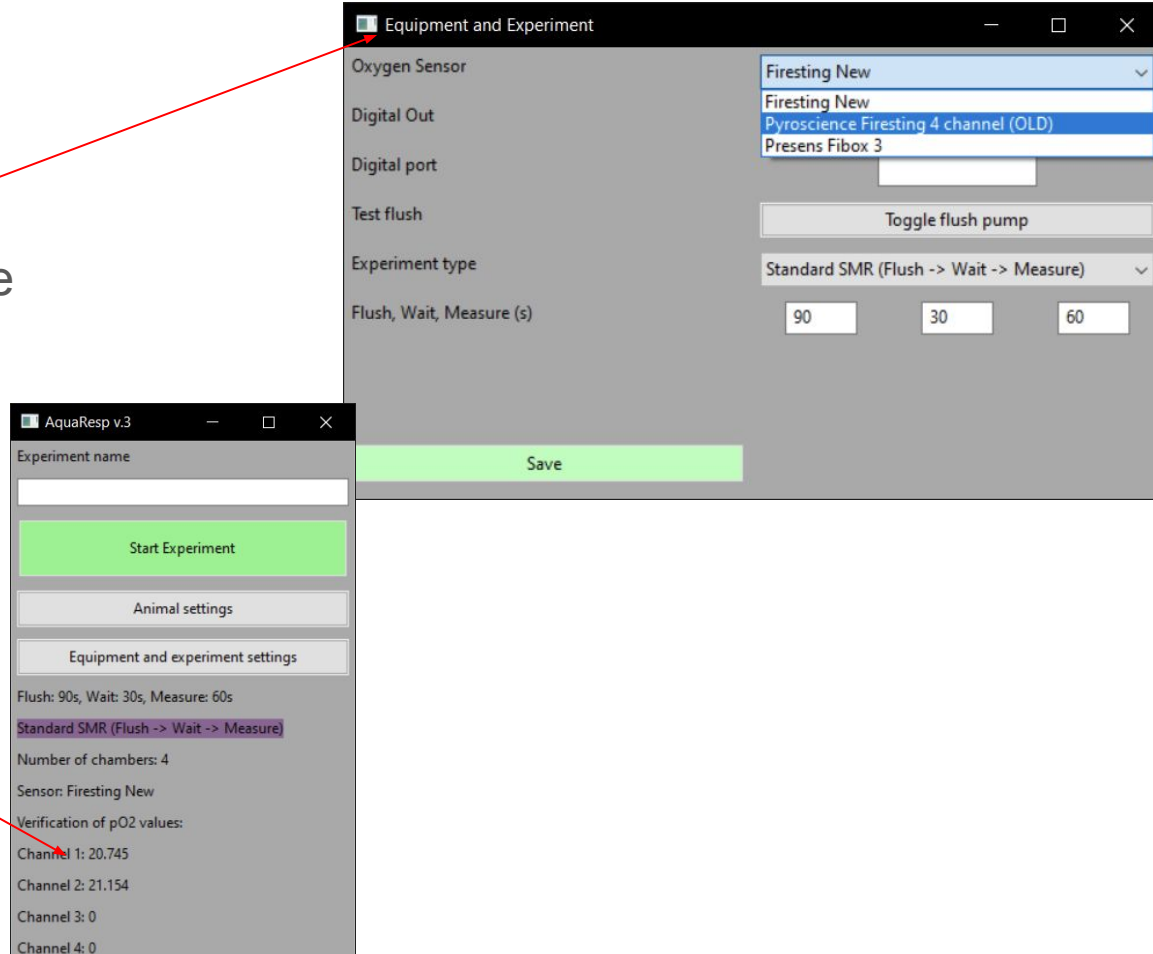 Equipment and Experiment
Oxygen Sensor
Firesting New
Firesting New
Digital Out
Pyroscience Firesting 4 channel (OLD)
Presens Fibox 3
Digital port
Test flush
Toggle flush pump
e
Experiment type
Standard SMR (Flush -> Wait -> Measure)
Flush, Wait, Measure (s)
90 30 60
Save
AquaResp v.3
Experiment name
Start Experiment
Animal settings
Equipment and experiment settings
Flush: 90s, Wait: 30s, Measure: 60s
Standard SMR (Flush -> Wait -> Measure)
Number of chambers: 4
Sensor: Firesting New
Verification of pO2 values:
Channel 1: 20.745
Channel 2: 21.154
Channel 3: 0
Channel 4: 0